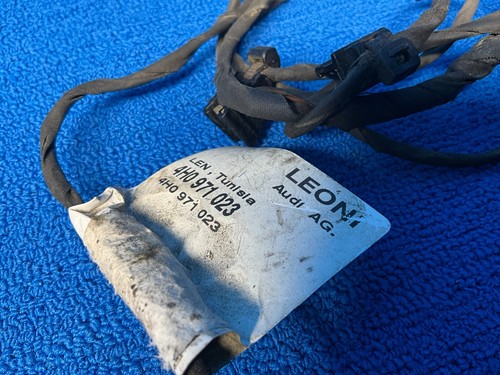 LEONI
Audi AG.
LEN, Tunisia
4H0 971 023
4H0 971 023